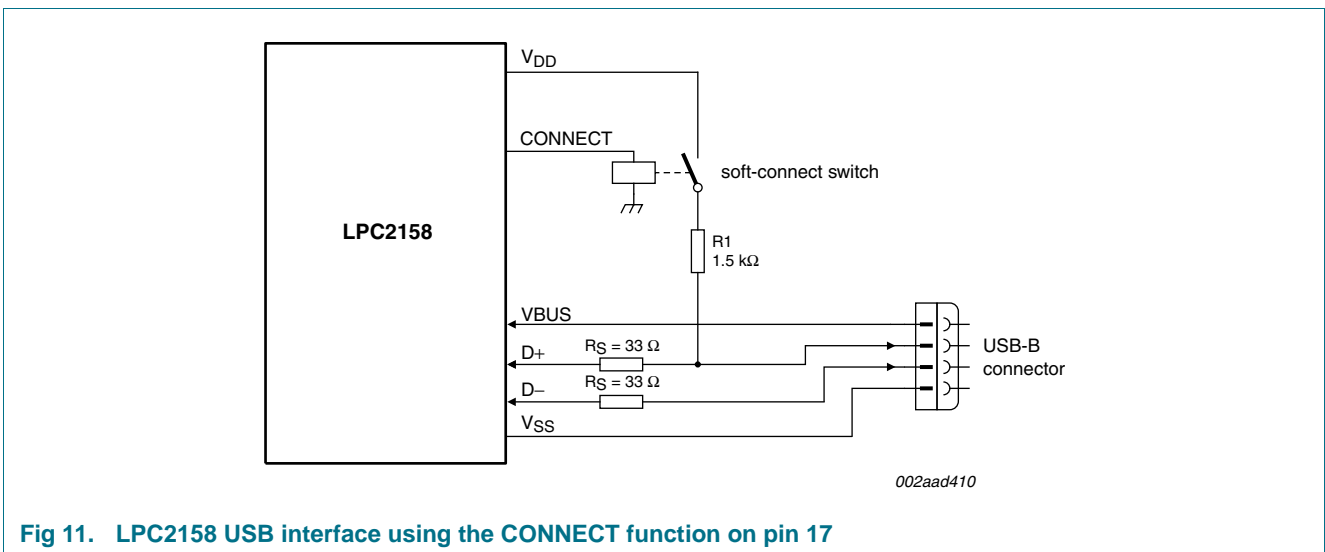 VDD
CONNECT
soft-connect switch
LPC2158
R1
1.5 kΩ
VBUS
D+
RS = 33 Ω
USB-B
connector
D−
RS = 33 Ω
VSS
002aad410
Fig 11. LPC2158 USB interface using the CONNECT function on pin 17